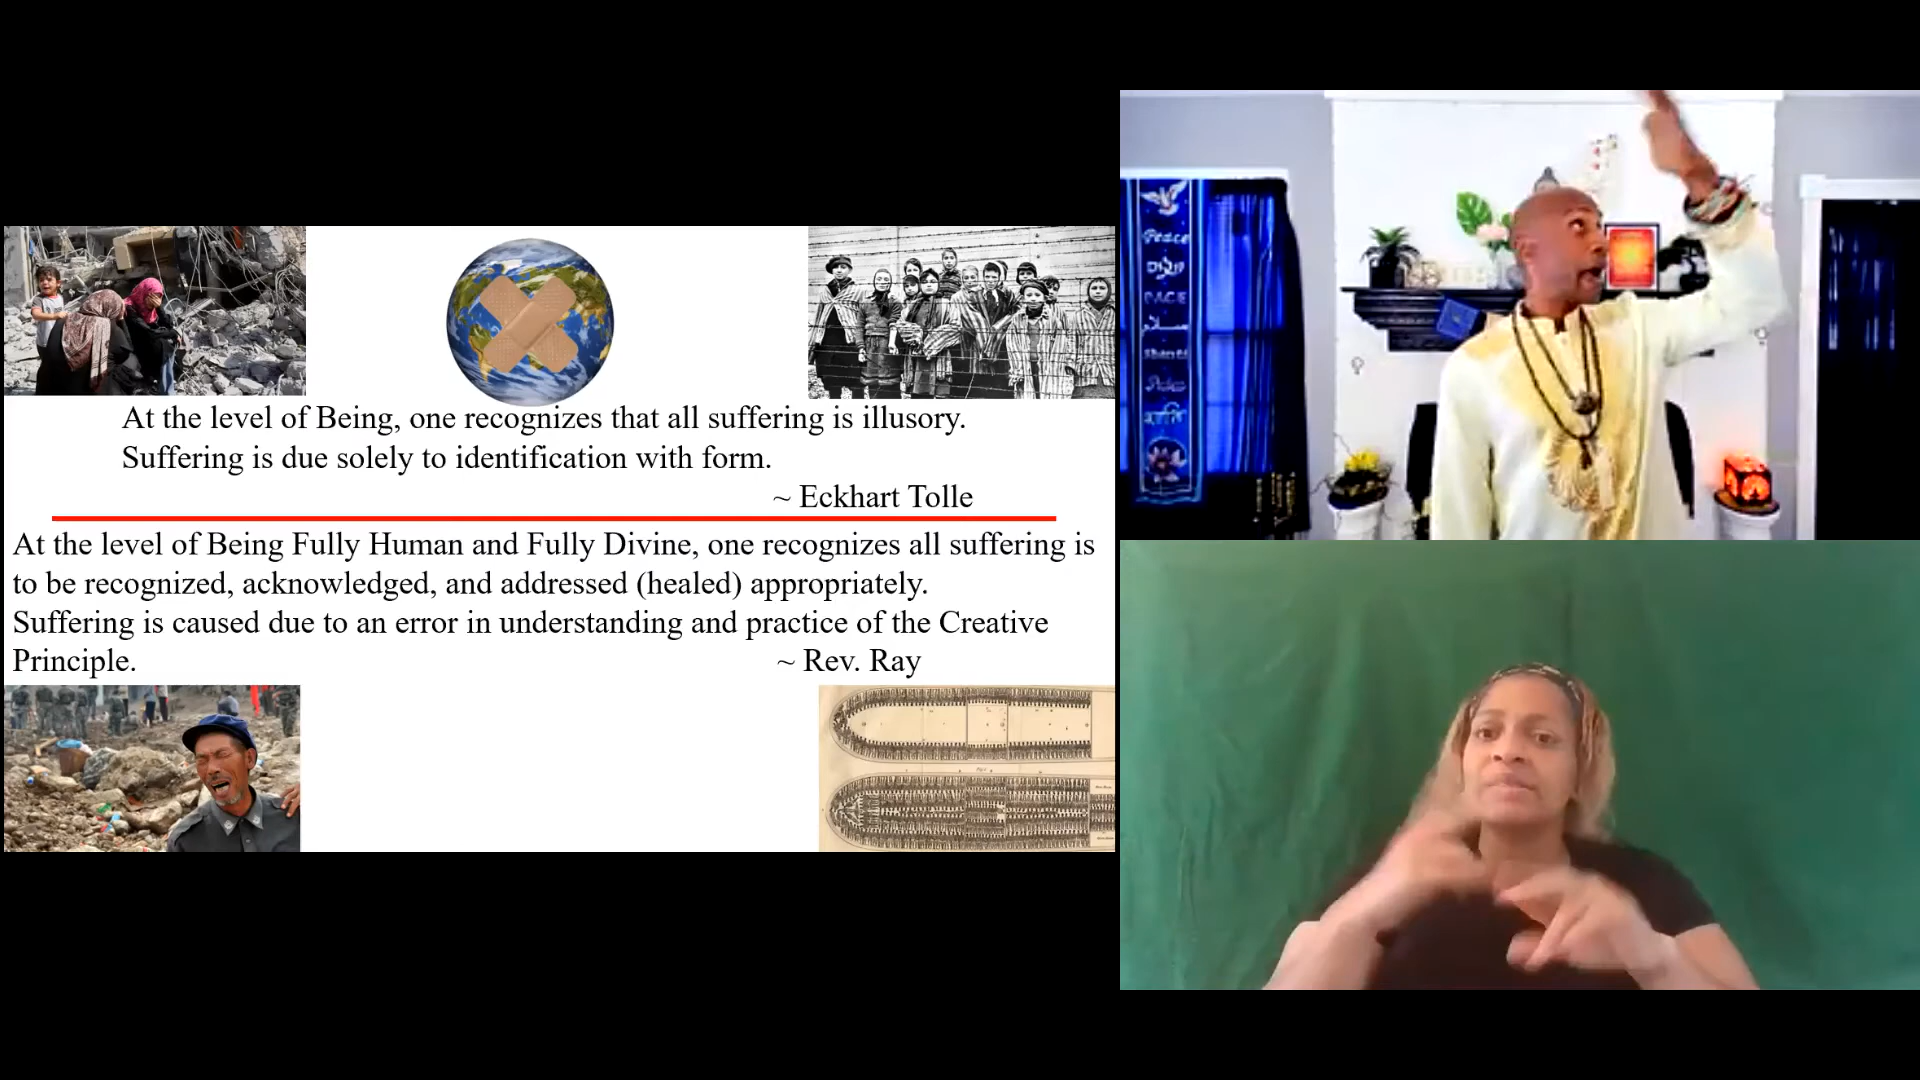 At the level of Being, one recognizes that all suffering is illusory.
Suffering is due solely to identification with form.
~ Eckhart Tolle
At the level of Being Fully Human and Fully Divine, one recognizes all suffering is
to be recognized, acknowledged, and addressed (healed) appropriately.
Suffering is caused due to an error in understanding and practice of the Creative
Principle.
~ Rev. Ray
Peace
PACE